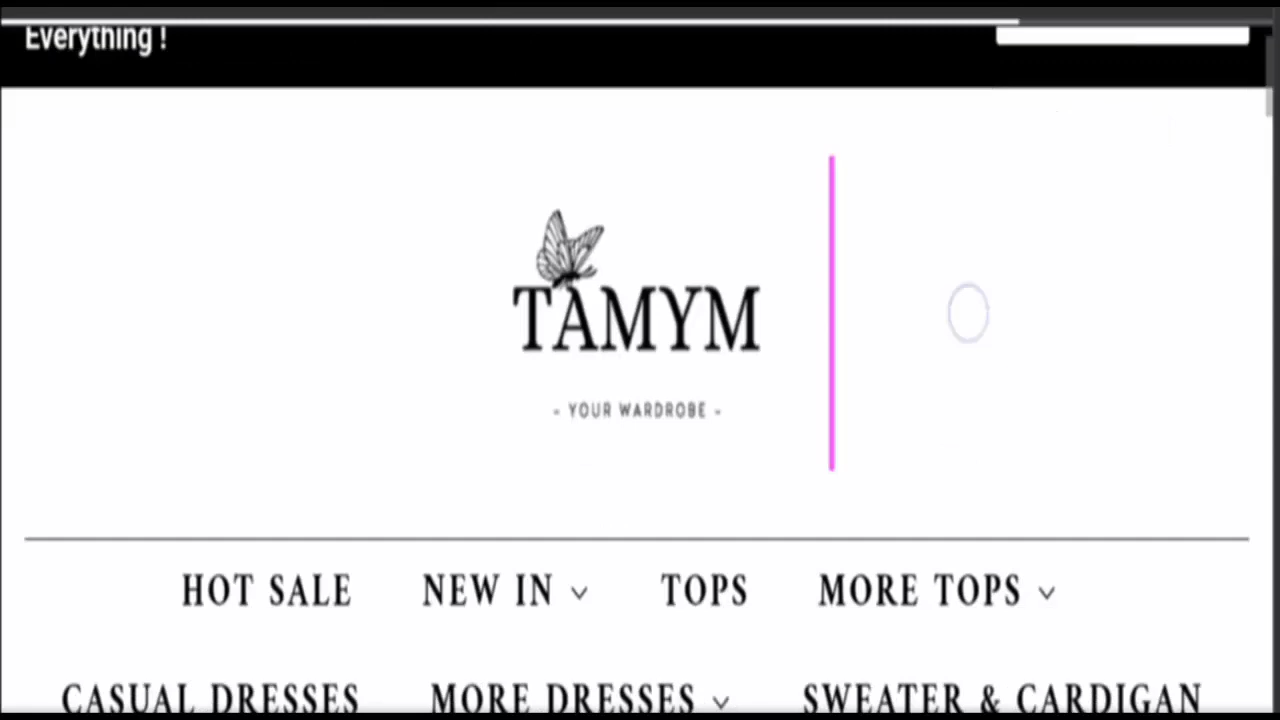 Everything !
TAMYM
- YOUR WARDROBE -
HOT SALE NEW IN TOPS MORE TOPS
CASUAL DRESSES MORE DRESSES SWEATER & CARDIGAN